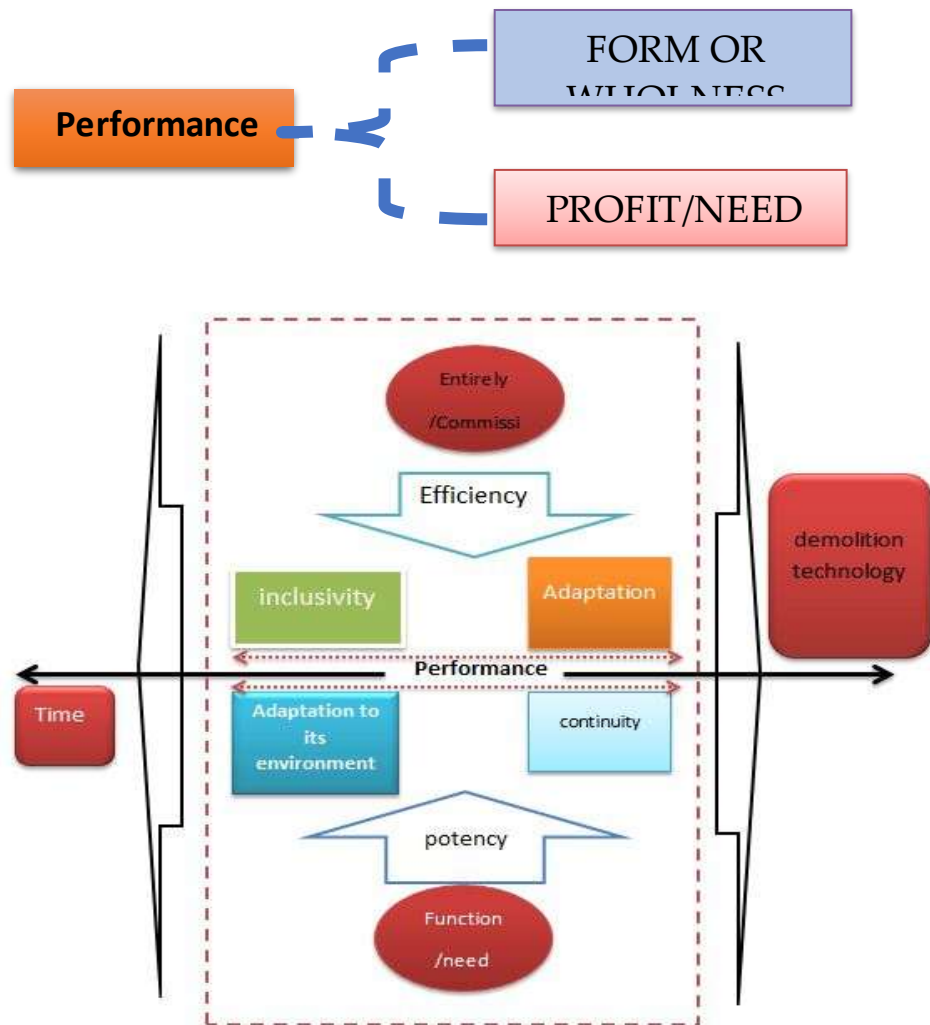 FORM OR
WHOLNESS
Performance
PROFIT/NEED
Entirely
/Commissi
Efficiency
demolition
technology
inclusivity
Adaptation
Performance
Time
Adaptation to
its
environment
continuity
potency
Function
/need